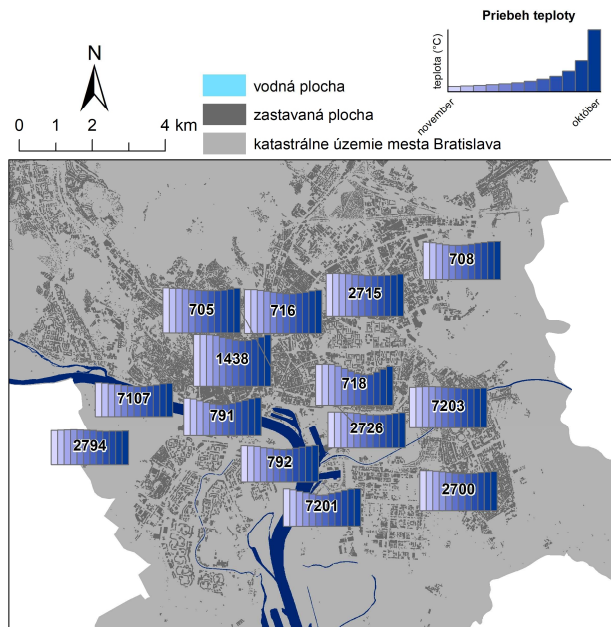 Priebeh teploty
teplota (°C)
november
október
N
0 1 2 4 km
vodná plocha
zastavaná plocha
katastrálne územie mesta Bratislava
708
2715
705
716
1438
718
7107
7203
791
2726
2794
792
2700
7201